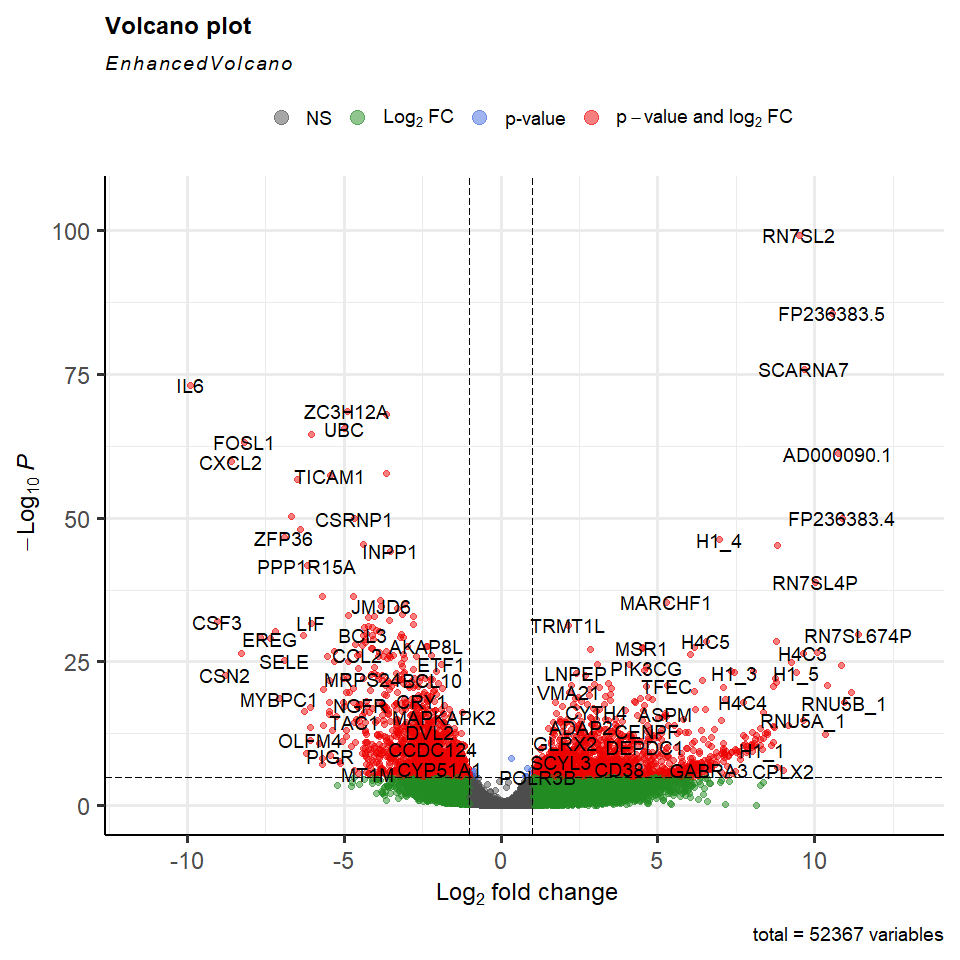 Volcano plot
EnhancedVolcano
NS Log2 FC p-value p − value and log2 FC
−Log10 P
100
75
50
25
0
RN7SL2
FP236383.5
SCARNA7
IL6
ZC3H12A
UBC
FOSL1
AD000090.1
CXCL2
TICAM1
CSRNP1
FP236383.4
ZFP36
H1_4
INPP1
PPP1R15A
RN7SL4P
JMJD6
MARCHF1
CSF3
LIF
TRMT1L
BCL3
RN7SL674P
EREG
AKAP8L
MSR1
H4C5
CCL2
H4C3
SELE
ETF1
PIK3CG
CSN2
LNPEP
H1_3
H1_5
MRPS24
BCL10
TFEC
VMA21
MYBPC1
CRY1
H4C4
RNU5B_1
NGFR
CYTH4
ASPM
MAPKAPK2
TAC1
RNU5A_1
ADAP2
CENPF
DVL2
OLFM4
GLRX2
DEPDC1
H1_1
CCDC124
PIGR
SCYL3
CD38
GABRA3
CPLX2
CYP51A1
MT1M
POLR3B
-10 -5 0 5 10
Log2 fold change
total = 52367 variables